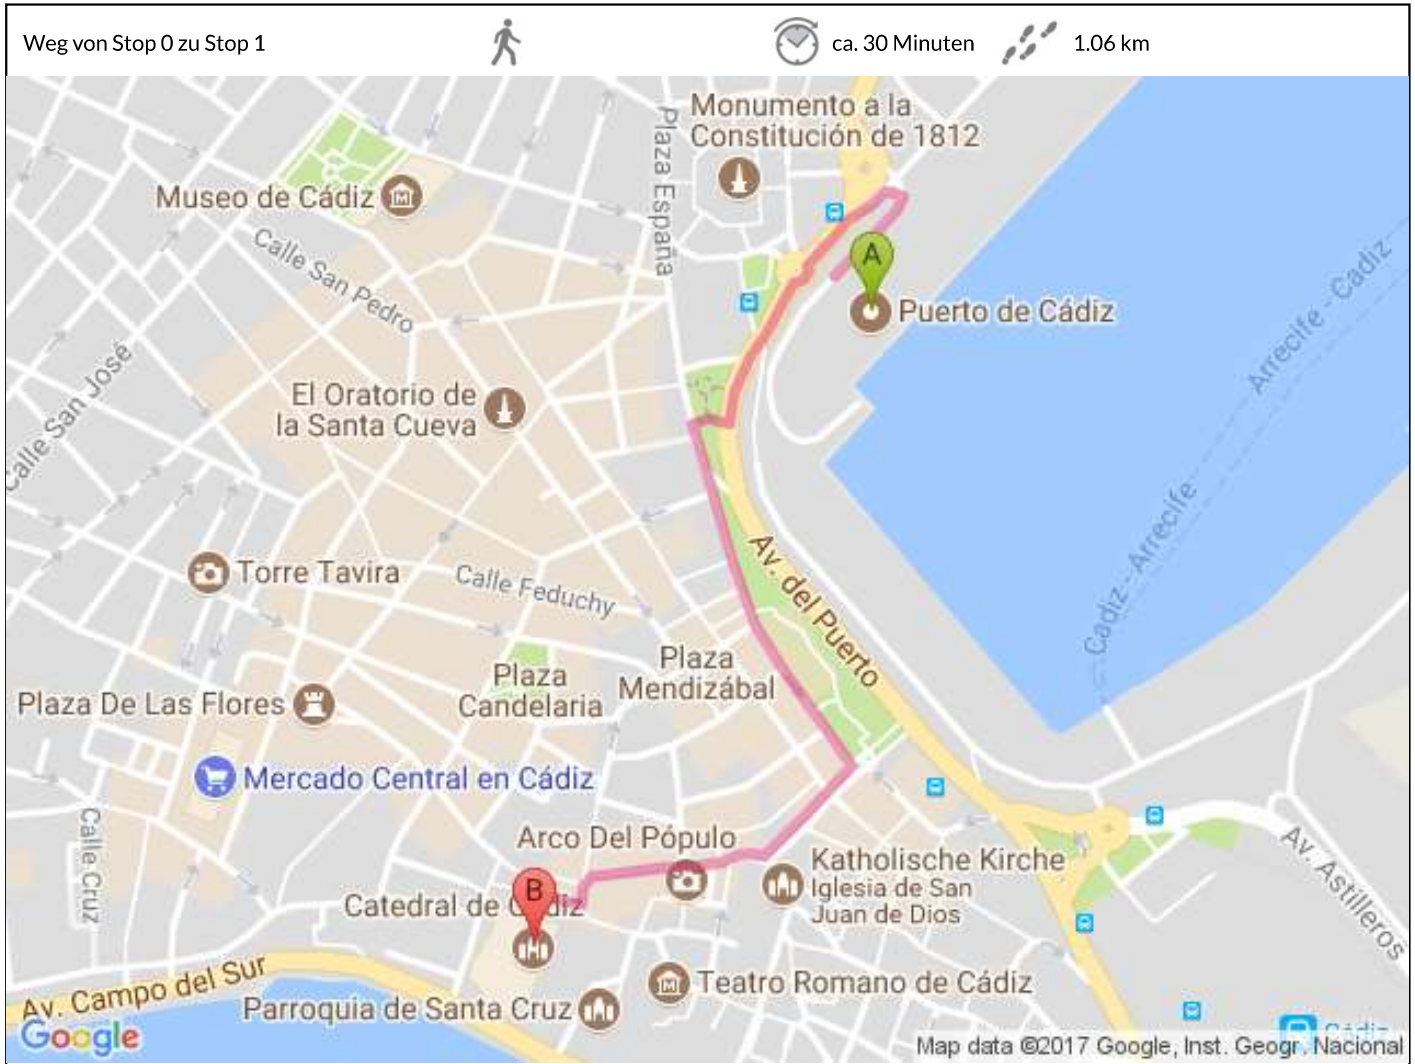 Weg von Stop 0 zu Stop 1
ca. 30 Minuten
1.06 km
Monumento a la
Constitución de 1812
Plaza España
Museo de Cádiz
Calle San Pedro
Puerto de Cádiz
A
Arrecife - Cadiz
Calle San José
El Oratorio de
la Santa Cueva
Cadiz - Arrecife
Torre Tavira
Calle Feduchy
Av. del Puerto
Plaza
Mendizábal
Plaza
Candelaria
Plaza De Las Flores
Mercado Central en Cádiz
Calle Cruz
Arco Del Pópulo
Katholische Kirche
Iglesia de San
Juan de Dios
Av. Astilleros
B
Catedral de Cádiz
Av. Campo del Sur
Teatro Romano de Cádiz
Parroquia de Santa Cruz
Cádiz
Google
Map data ©2017 Google, Inst. Geogr. Nacional